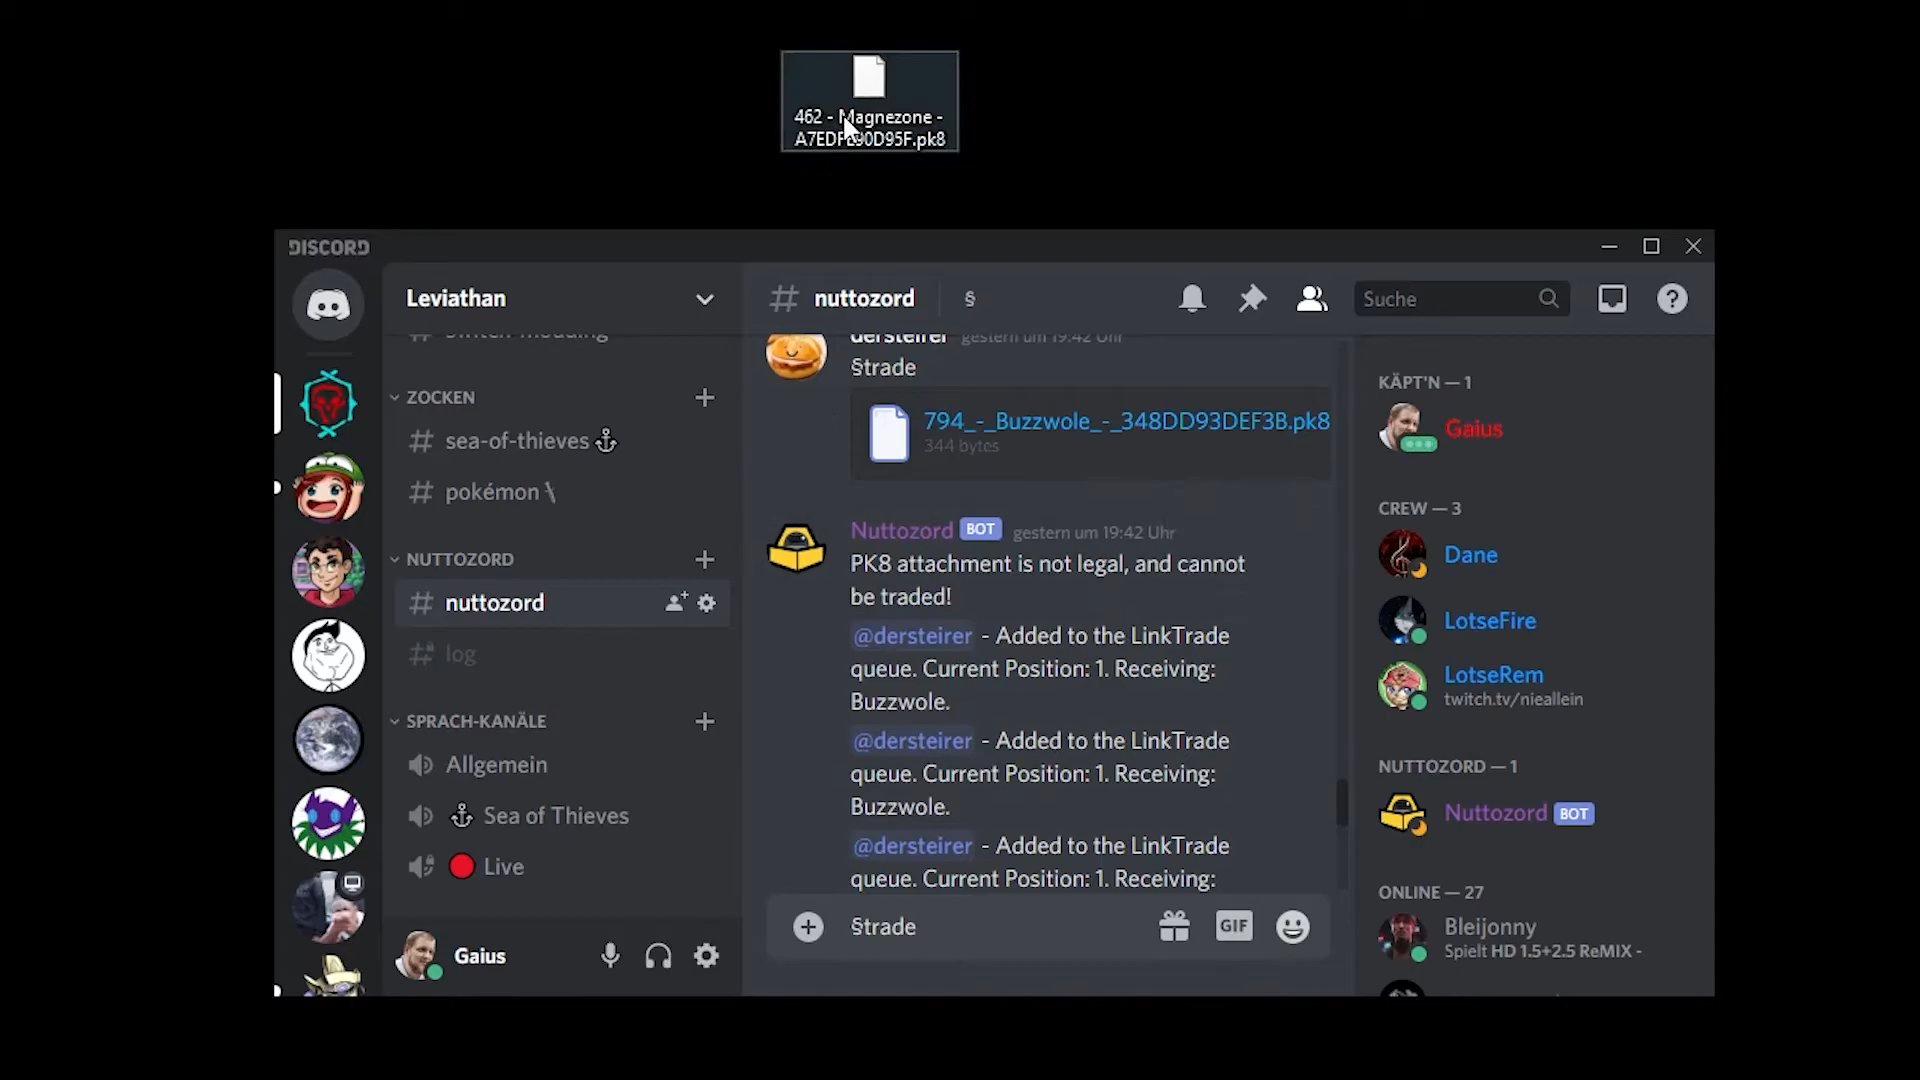 462 - Magnezone -
A7EDFE90D95F.pk8
DISCORD
Leviathan
switch-modding
ZOCKEN
sea-of-thieves
pokémon
NUTTOZORD
nuttozord
log
SPRACH-KANÄLE
Allgemein
Sea of Thieves
Live
Gaius
nuttozord
§
Suche
dersteirer gestern um 19:42 Uhr
§trade
794_-_Buzzwole_-_348DD93DEF3B.pk8
344 bytes
Nuttozord BOT gestern um 19:42 Uhr
PK8 attachment is not legal, and cannot
be traded!
@dersteirer - Added to the LinkTrade
queue. Current Position: 1. Receiving:
Buzzwole.
@dersteirer - Added to the LinkTrade
queue. Current Position: 1. Receiving:
Buzzwole.
@dersteirer - Added to the LinkTrade
queue. Current Position: 1. Receiving:
§trade
GIF
KÄPT'N — 1
Gaius
CREW — 3
Dane
LotseFire
LotseRem
twitch.tv/nieallein
NUTTOZORD — 1
Nuttozord BOT
ONLINE — 27
Bleijonny
Spielt HD 1.5+2.5 ReMIX -